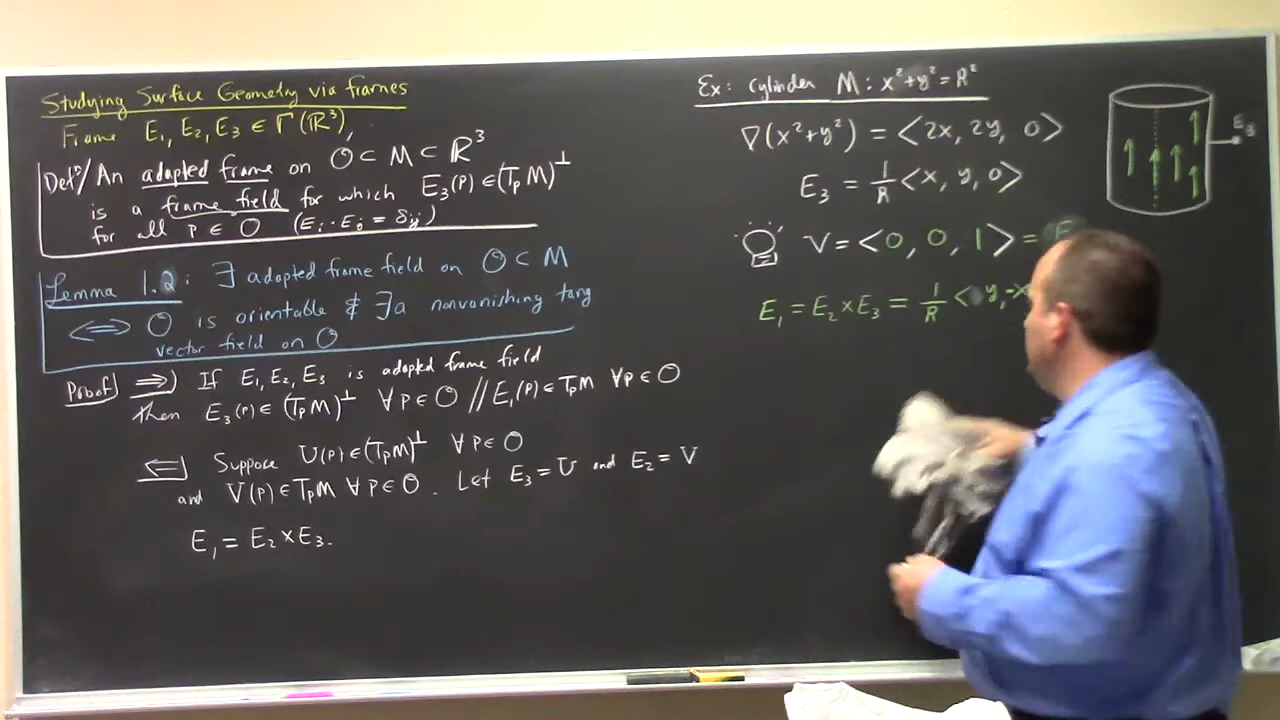 Studying Surface Geometry via frames
Frame E₁, E₂, E₃ ∈ Γ(ℝ³),
Defⁿ/ An adapted frame on O ⊂ M ⊂ ℝ³
is a frame field for which E₃(p) ∈ (TₚM)^⊥
for all p ∈ O (Eᵢ·Eⱼ = δᵢⱼ)
Lemma 1.2: ∃ adapted frame field on O ⊂ M
⟺ O is orientable & ∃ a nonvanishing tang
vector field on O
Proof ⟹) If E₁, E₂, E₃ is adapted frame field
then E₃(p) ∈ (TₚM)^⊥ ∀p ∈ O // E₁(p) ∈ TₚM ∀p ∈ O
⟸ Suppose U(p) ∈ (TₚM)^⊥ ∀p ∈ O
and V(p) ∈ TₚM ∀p ∈ O. Let E₃ = U and E₂ = V
E₁ = E₂ × E₃.
Ex: cylinder M: x²+y² = R²
∇(x²+y²) = <2x, 2y, 0>
E₃ = 1/R <x, y, 0>
V = <0, 0, 1> = E
E₁ = E₂ × E₃ = 1/R < y, -x
E₃